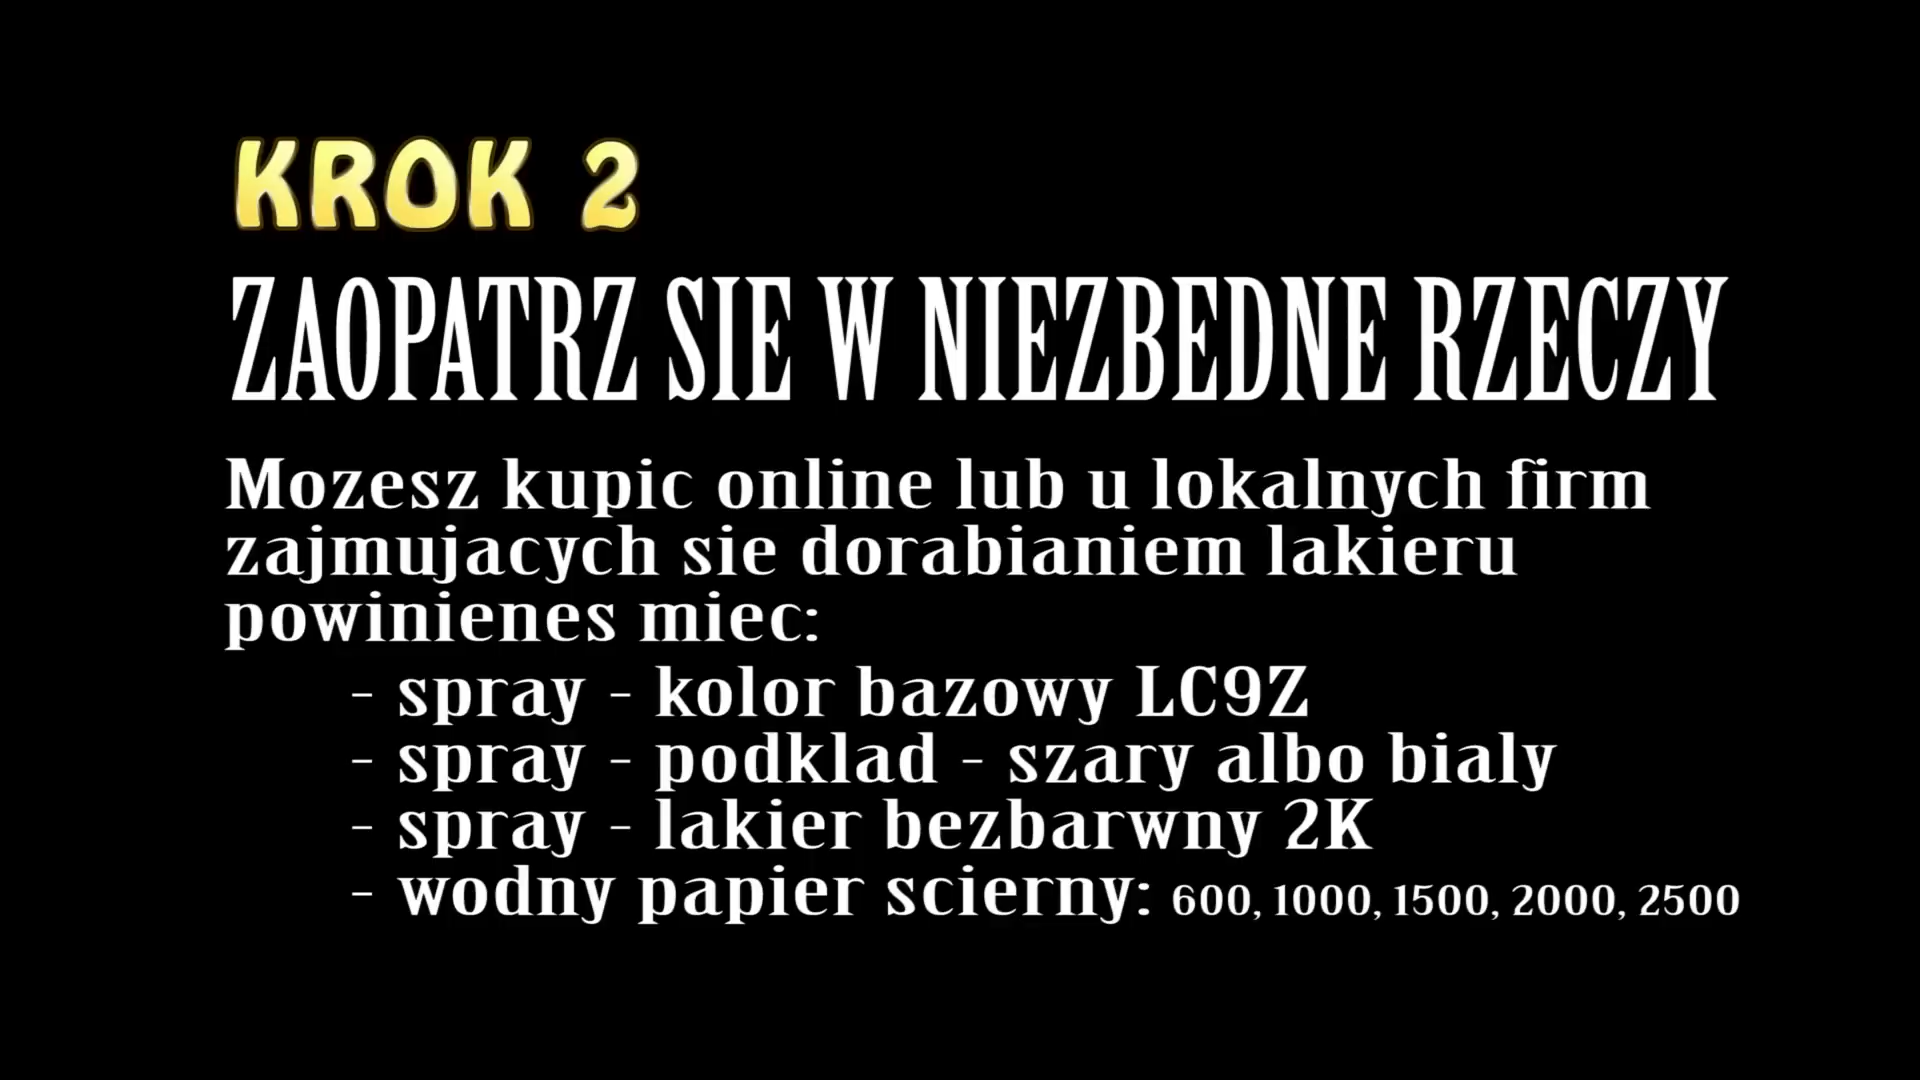 KROK 2
ZAOPATRZ SIE W NIEZBEDNE RZECZY
Mozesz kupic online lub u lokalnych firm
zajmujacych sie dorabianiem lakieru
powinienes miec:
- spray - kolor bazowy LC9Z
- spray - podklad - szary albo bialy
- spray - lakier bezbarwny 2K
- wodny papier scierny: 600, 1000, 1500, 2000, 2500